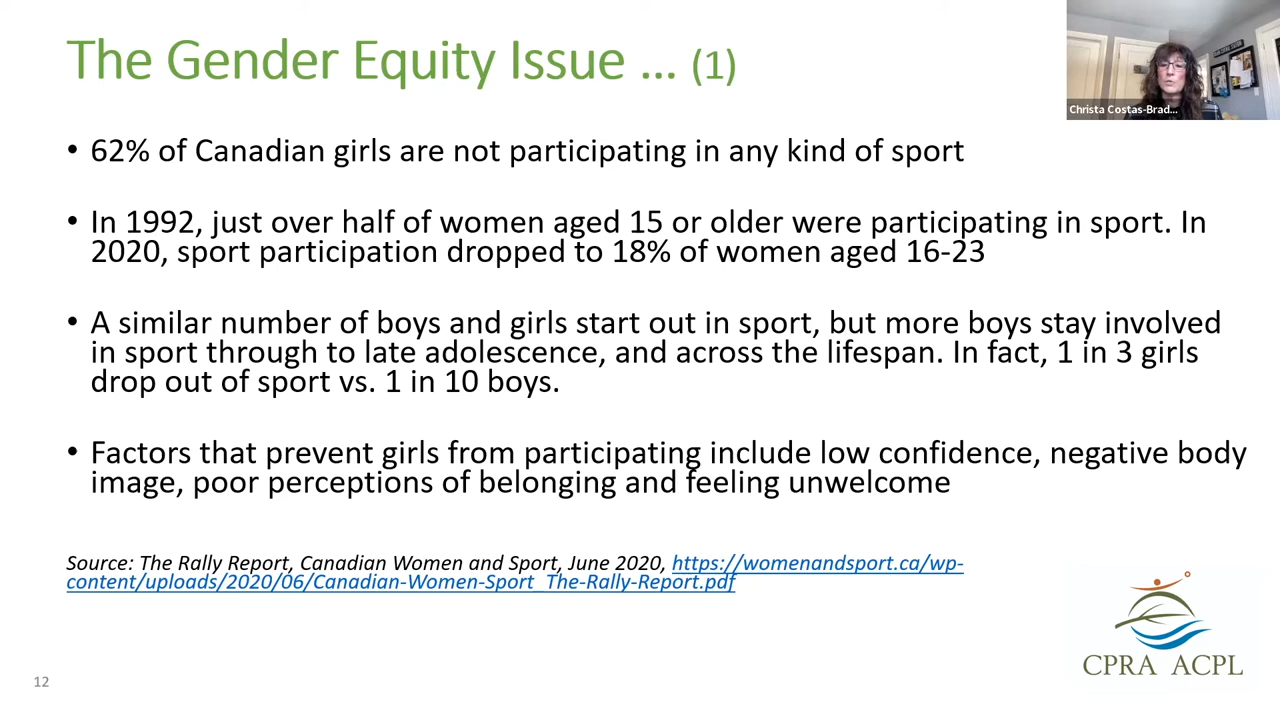 The Gender Equity Issue ... (1)
Christa Costas-Brad...
• 62% of Canadian girls are not participating in any kind of sport
• In 1992, just over half of women aged 15 or older were participating in sport. In
2020, sport participation dropped to 18% of women aged 16-23
• A similar number of boys and girls start out in sport, but more boys stay involved
in sport through to late adolescence, and across the lifespan. In fact, 1 in 3 girls
drop out of sport vs. 1 in 10 boys.
• Factors that prevent girls from participating include low confidence, negative body
image, poor perceptions of belonging and feeling unwelcome
Source: The Rally Report, Canadian Women and Sport, June 2020, https://womenandsport.ca/wp-
content/uploads/2020/06/Canadian-Women-Sport_The-Rally-Report.pdf
CPRA ACPL
12